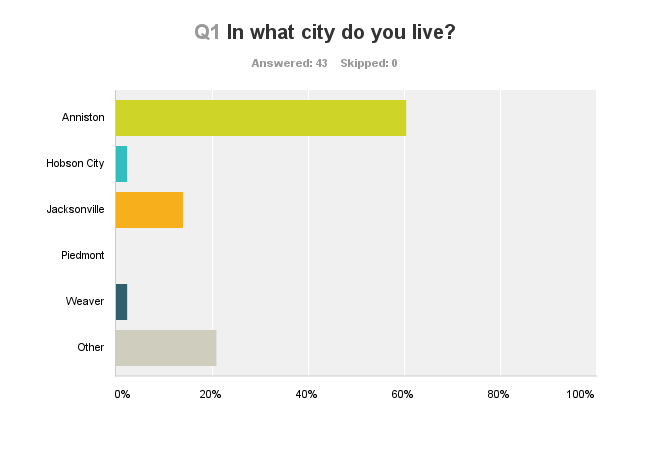 Q1 In what city do you live?
Answered: 43 Skipped: 0
Anniston
Hobson City
Jacksonville
Piedmont
Weaver
Other
0% 20% 40% 60% 80% 100%